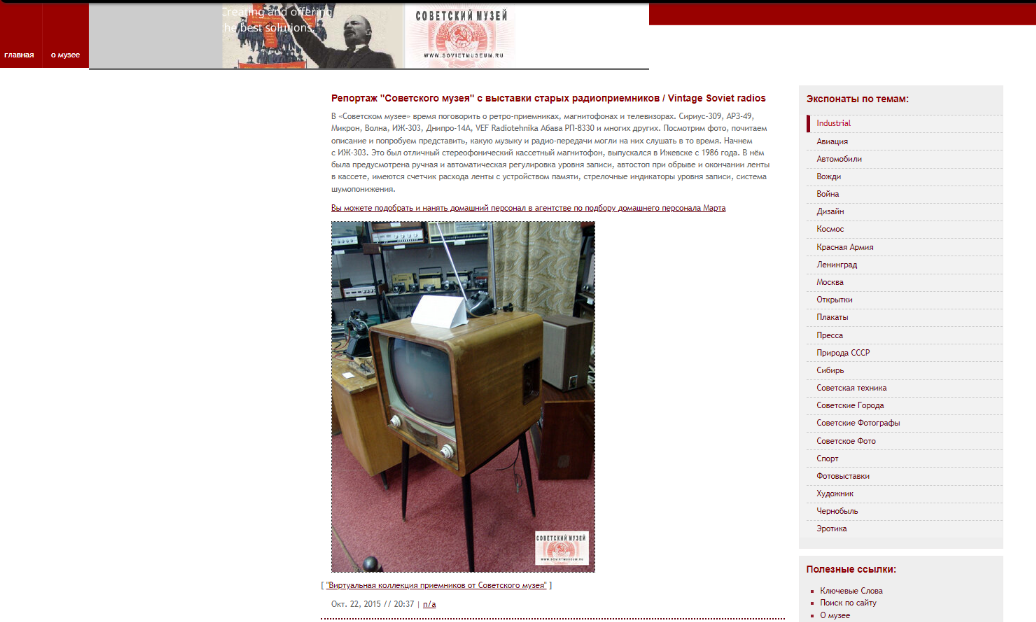 Creating and offering
the best solutions.
СОВЕТСКИЙ МУЗЕЙ
WWW.SOVIETMUSEUM.RU
главная
о музее
Репортаж "Советского музея" с выставки старых радиоприемников / Vintage Soviet radios
В «Советском музее» время поговорить о ретро-приемниках, магнитофонах и телевизорах. Сириус-309, АРЗ-49,
Микрон, Волна, ИЖ-303, Днипро-14А, VEF Radiotehnika Абава РП-8330 и многих других. Посмотрим фото, почитаем
описание и попробуем представить, какую музыку и радио-передачи могли на них слушать в то время. Начнем
с ИЖ-303. Это был отличный стереофонический кассетный магнитофон, выпускался в Ижевске с 1986 года. В нём
была предусмотрена ручная и автоматическая регулировка уровня записи, автостоп при обрыве и окончании ленты
в кассете, имеются счетчик расхода ленты с устройством памяти, стрелочные индикаторы уровня записи, система
шумопонижения.
Вы можете подобрать и нанять домашний персонал в агентстве по подбору домашнего персонала Марта
СОВЕТСКИЙ МУЗЕЙ
[ "Виртуальная коллекция приемников от Советского музея" ]
Окт. 22, 2015 // 20:37 | n/a
Экспонаты по темам:
Industrial
Авиация
Автомобили
Вожди
Война
Дизайн
Космос
Красная Армия
Ленинград
Москва
Открытки
Плакаты
Пресса
Природа СССР
Сибирь
Советская техника
Советские Города
Советские Фотографы
Советское Фото
Спорт
Фотовыставки
Художник
Чернобыль
Эротика
Полезные ссылки:
Ключевые Слова
Поиск по сайту
О музее